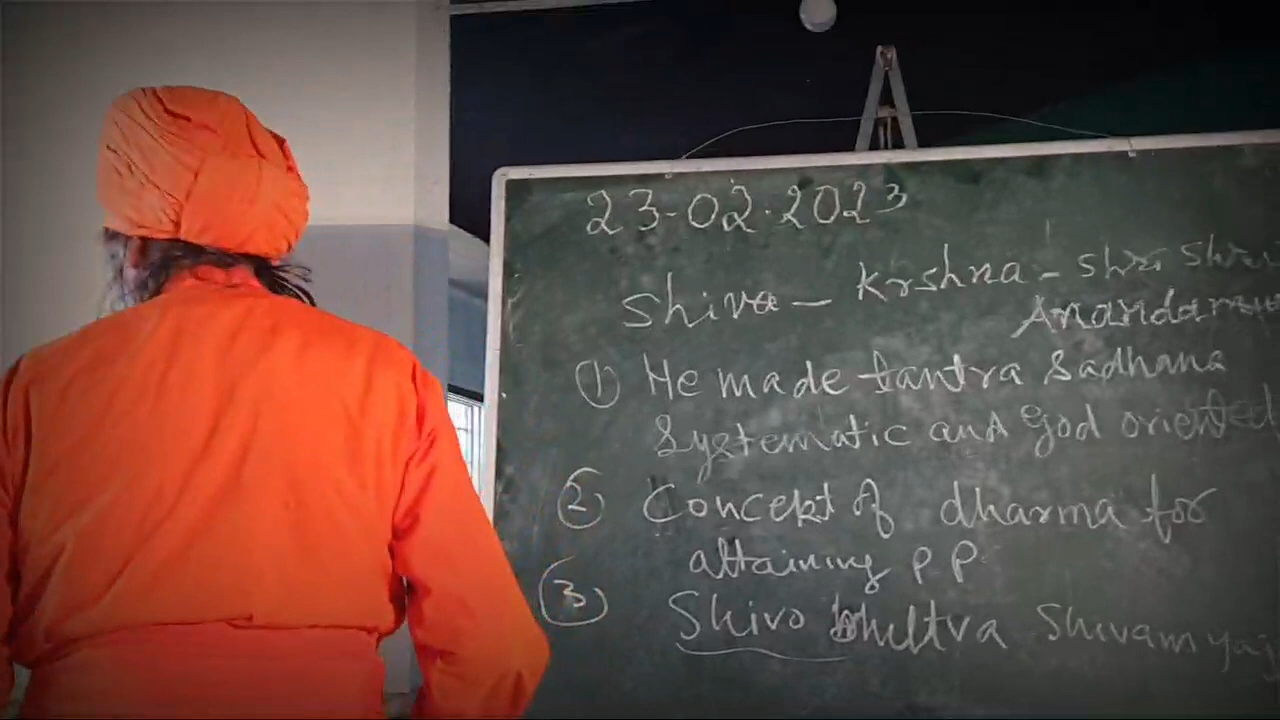 23-02-2023
Shiva - Krshna - Shri Shri
Anandamu
① He made tantra Sadhana
Systematic and God oriented
② Concept of dharma for
attaining P P
③ Shivo bhutva Shivam yaj